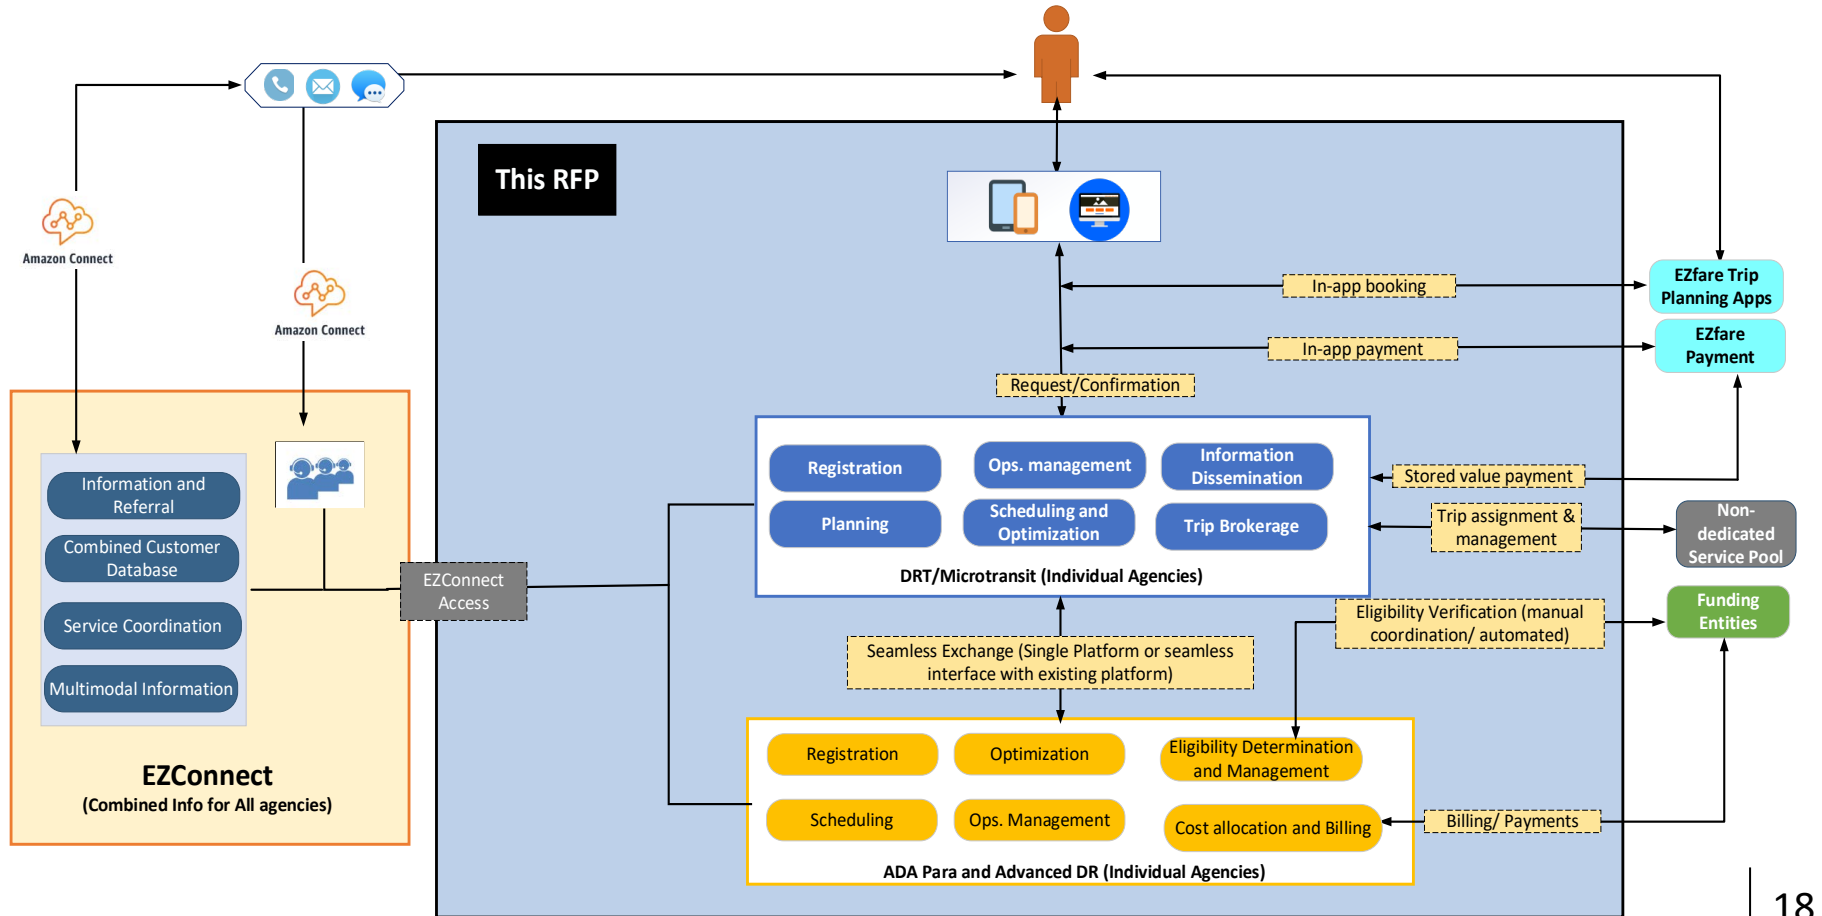 This RFP
Amazon Connect
Amazon Connect
EZfare Trip
Planning Apps
In-app booking
EZfare
Payment
In-app payment
Request/Confirmation
Registration
Ops. management
Information
Dissemination
Planning
Scheduling and
Optimization
Trip Brokerage
DRT/Microtransit (Individual Agencies)
Stored value payment
Trip assignment &
management
Non-
dedicated
Service Pool
Information and
Referral
Combined Customer
Database
Service Coordination
Multimodal Information
EZConnect
(Combined Info for All agencies)
EZConnect
Access
Eligibility Verification (manual
coordination/ automated)
Funding
Entities
Seamless Exchange (Single Platform or seamless
interface with existing platform)
Registration
Optimization
Eligibility Determination
and Management
Scheduling
Ops. Management
Cost allocation and Billing
Billing/ Payments
ADA Para and Advanced DR (Individual Agencies)
18